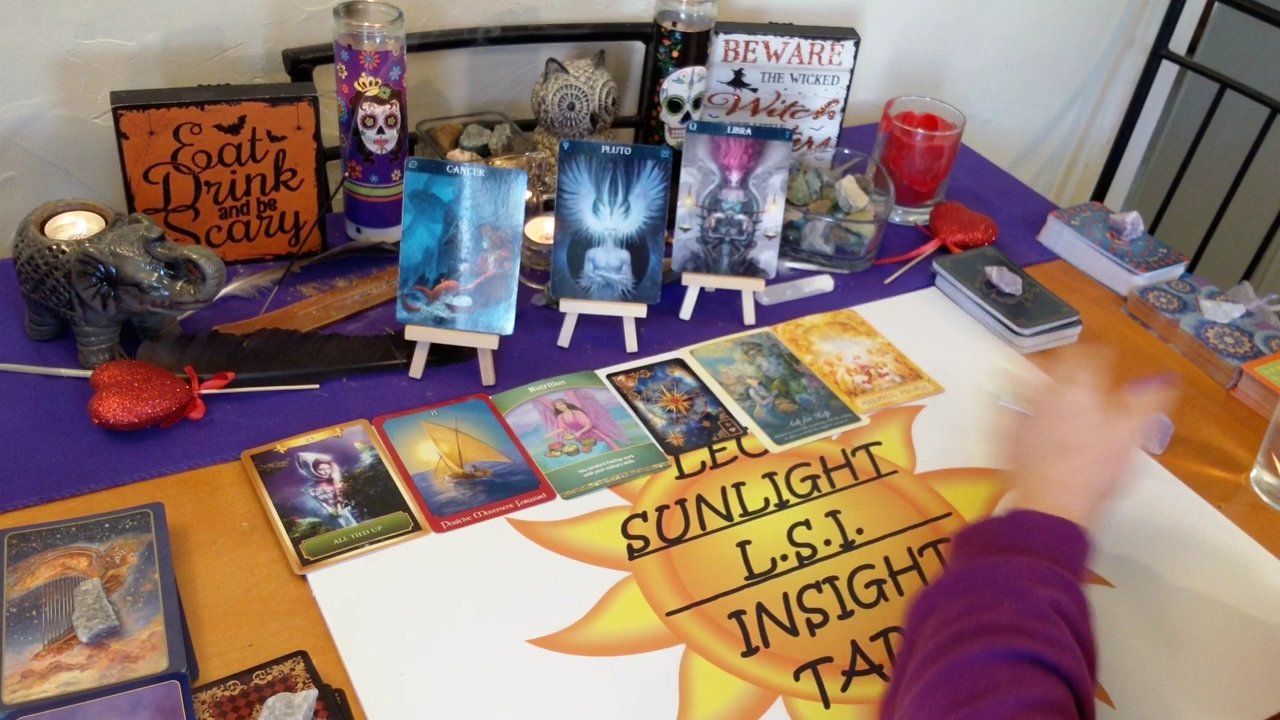 Eat
Drink
and be
Scary
BEWARE
THE WICKED
Witch
CANCER
PLUTO
LIBRA
II
ALL TIED UP
Positive Movement Forward
Nutrition
Ask for Help
SUNLIGHT
L.S.I.
INSIGHT